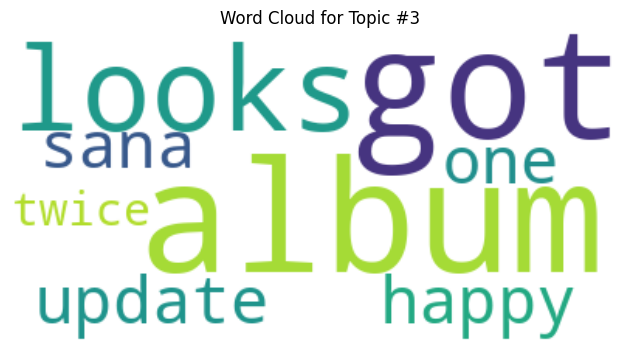 Word Cloud for Topic #3
looks got
sana one
twice album
update happy